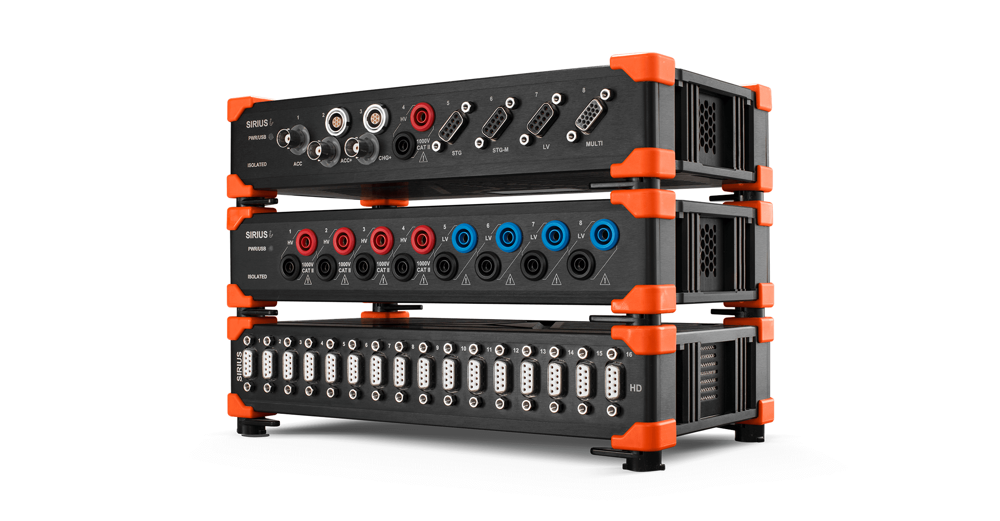 SIRIUS i
PWR/USB
ISOLATED
1
ACC
2
ACC+
3
CHG+
4
HV
1000V
CAT II
5
STG
6
STG-M
7
LV
8
MULTI
SIRIUS i
PWR/USB
ISOLATED
1
HV
1000V
CAT II
2
HV
1000V
CAT II
3
HV
1000V
CAT II
4
HV
1000V
CAT II
5
LV
6
LV
7
LV
8
LV
SIRIUS
1 2 3 4 5 6 7 8 9 10 11 12 13 14 15 16
HD